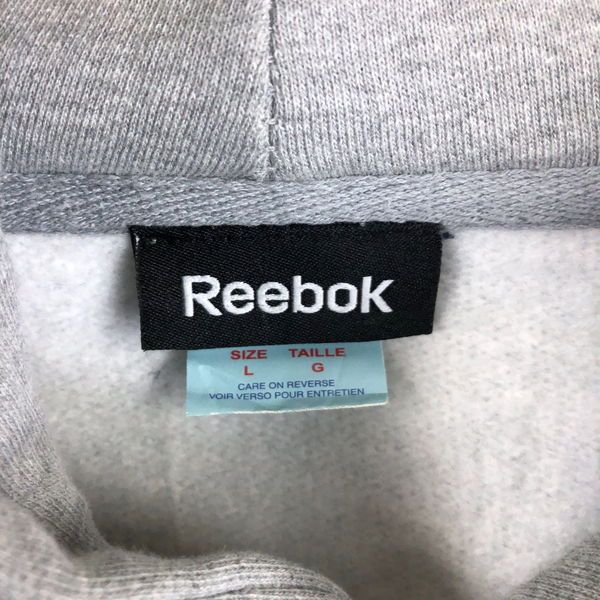 Reebok
SIZE TAILLE
L G
CARE ON REVERSE
VOIR VERSO POUR ENTRETIEN